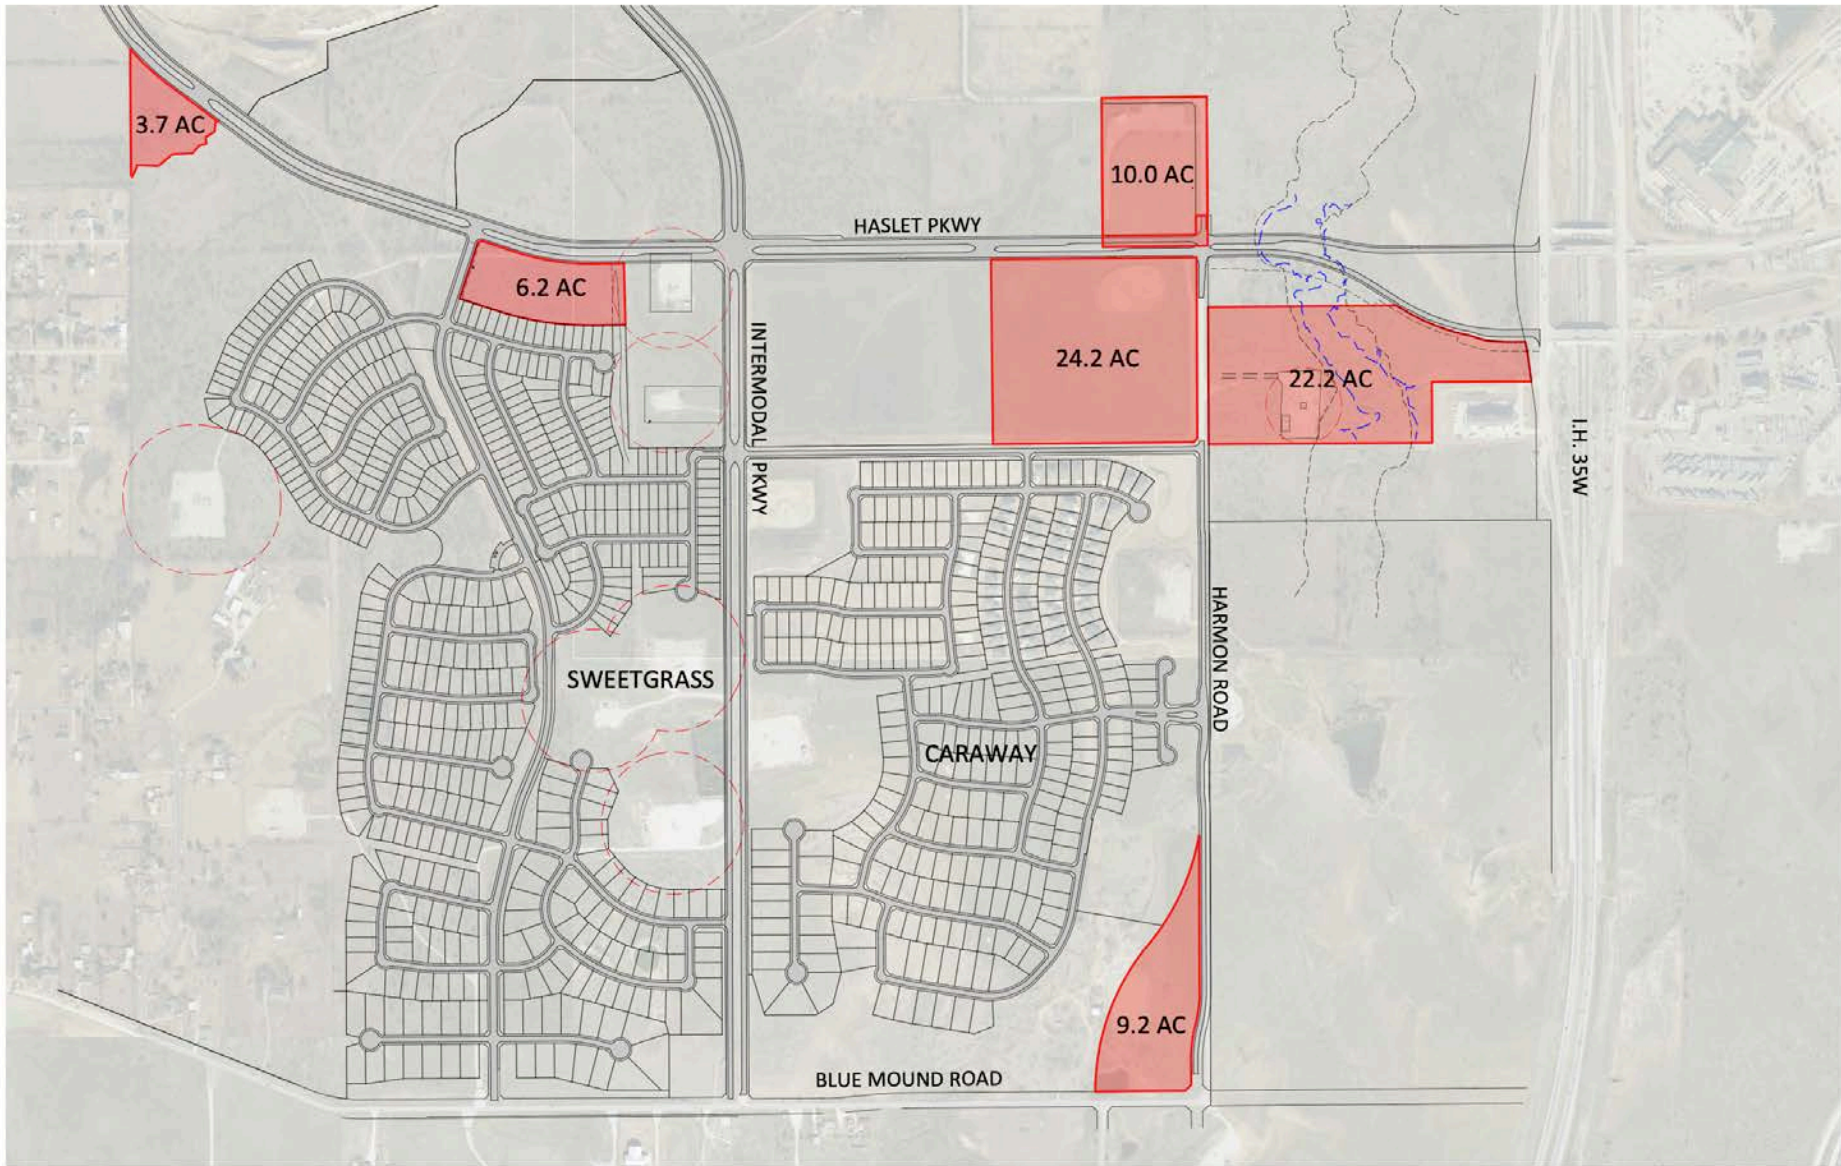 3.7 AC
10.0 AC
HASLET PKWY
6.2 AC
24.2 AC
22.2 AC
INTERMODAL
PKWY
I.H. 35W
HARMON ROAD
SWEETGRASS
CARAWAY
9.2 AC
BLUE MOUND ROAD